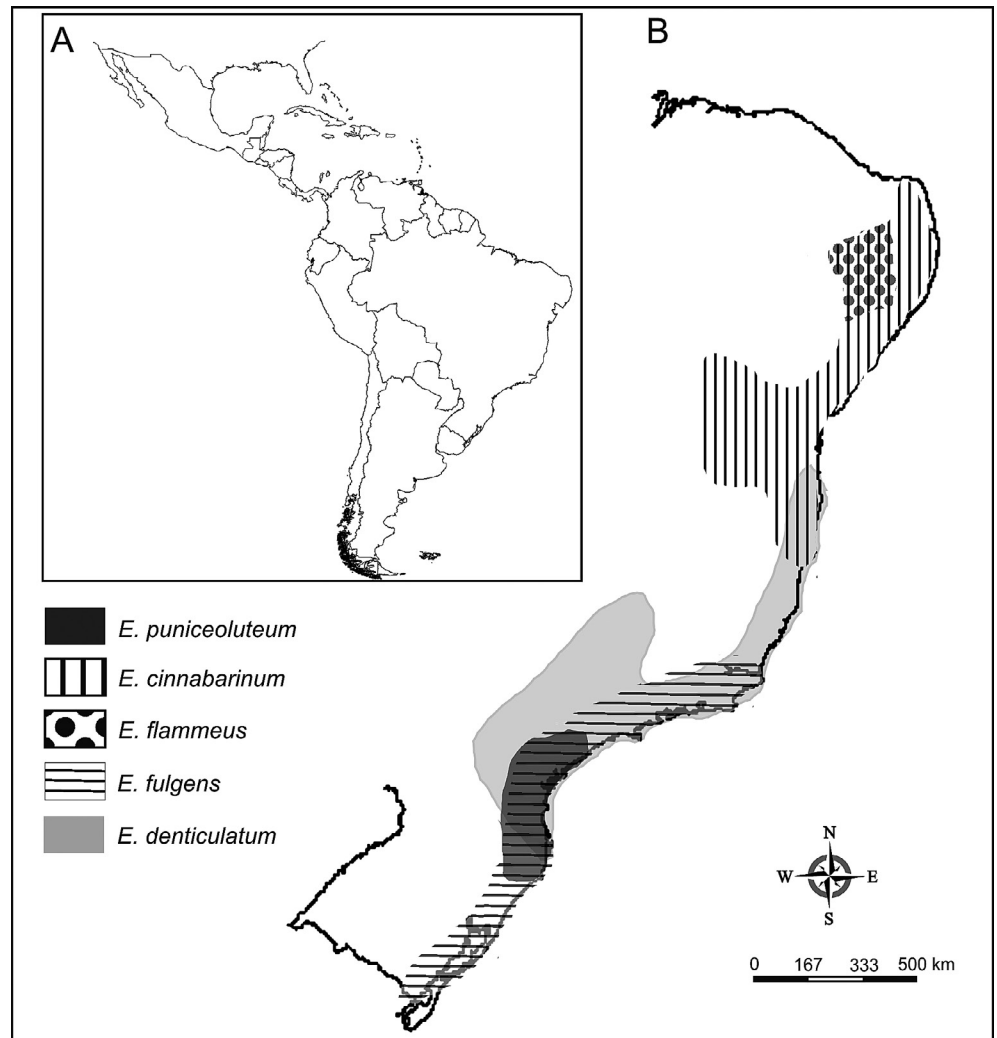 A
B
E. puniceoluteum
E. cinnabarinum
E. flammeus
E. fulgens
E. denticulatum
N
W E
S
0 167 333 500 km